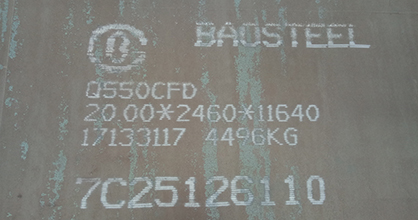 BAOSTEEL
Q550CFD
20.00*2460*11640
17133117 4496KG
7C25126110